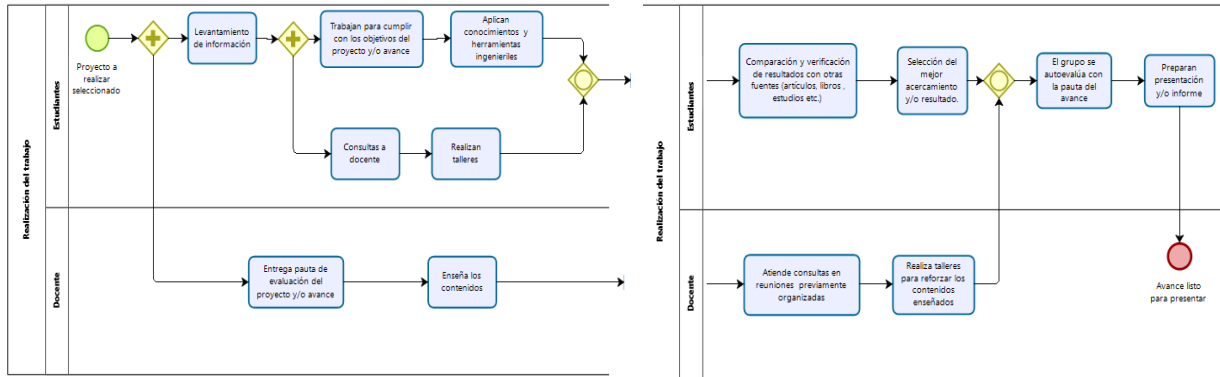 Realización del trabajo
Estudiantes
Proyecto a
realizar
seleccionado
Levantamiento
de información
Trabajan para cumplir
con los objetivos del
proyecto y/o avance
Aplican
conocimientos y
herramientas
ingenieriles
Consultas a
docente
Realizan
talleres
Docente
Entrega pauta de
evaluación del
proyecto y/o avance
Enseña los
contenidos
Realización del trabajo
Estudiantes
Comparación y verificación
de resultados con otras
fuentes (artículos, libros ,
estudios etc.)
Selección del
mejor
acercamiento
y/o resultado.
El grupo se
autoevalúa con
la pauta del
avance
Preparan
presentación
y/o informe
Docente
Atiende consultas en
reuniones previamente
organizadas
Realiza talleres
para reforzar los
contenidos
enseñados
Avance listo
para presentar